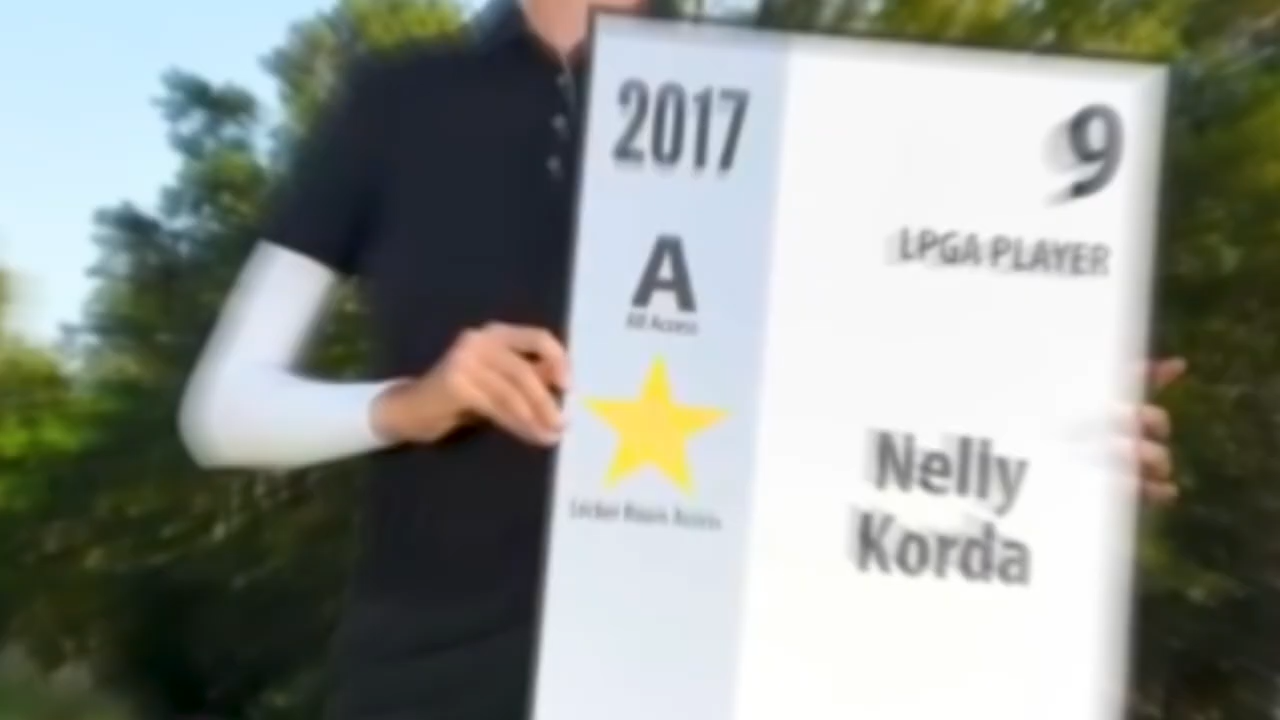 2017
A
All Access
Locker Room Access
9
LPGA PLAYER
Nelly
Korda